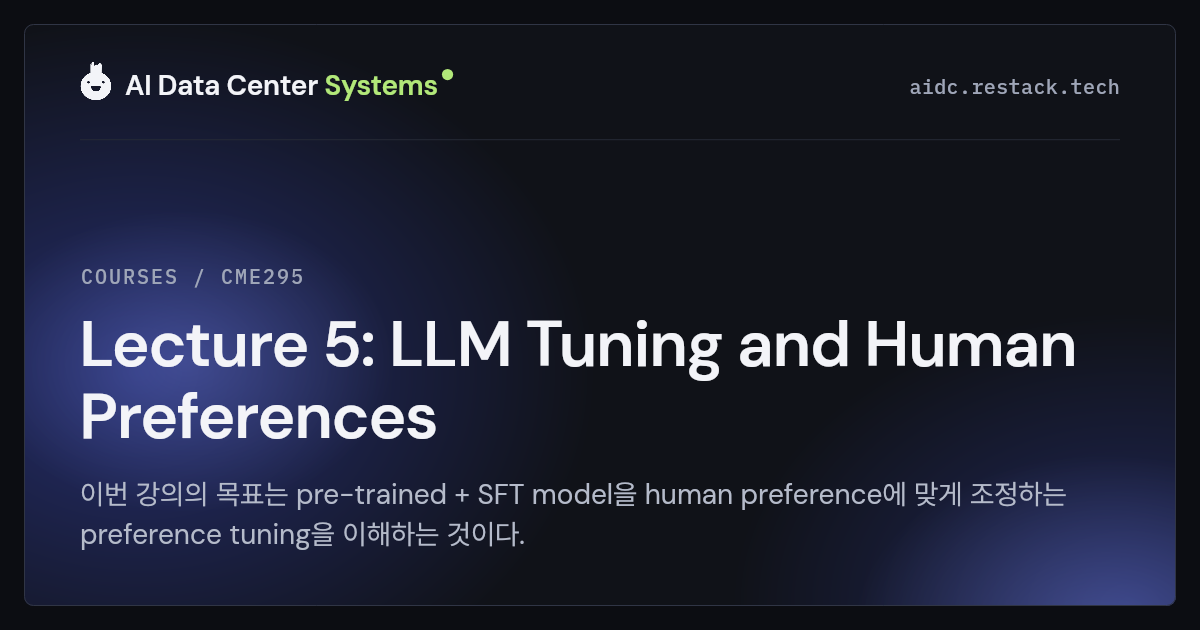 AI Data Center Systems
aidc.restack.tech
COURSES / CME295
Lecture 5: LLM Tuning and Human
Preferences
이번 강의의 목표는 pre-trained + SFT model을 human preference에 맞게 조정하는
preference tuning을 이해하는 것이다.